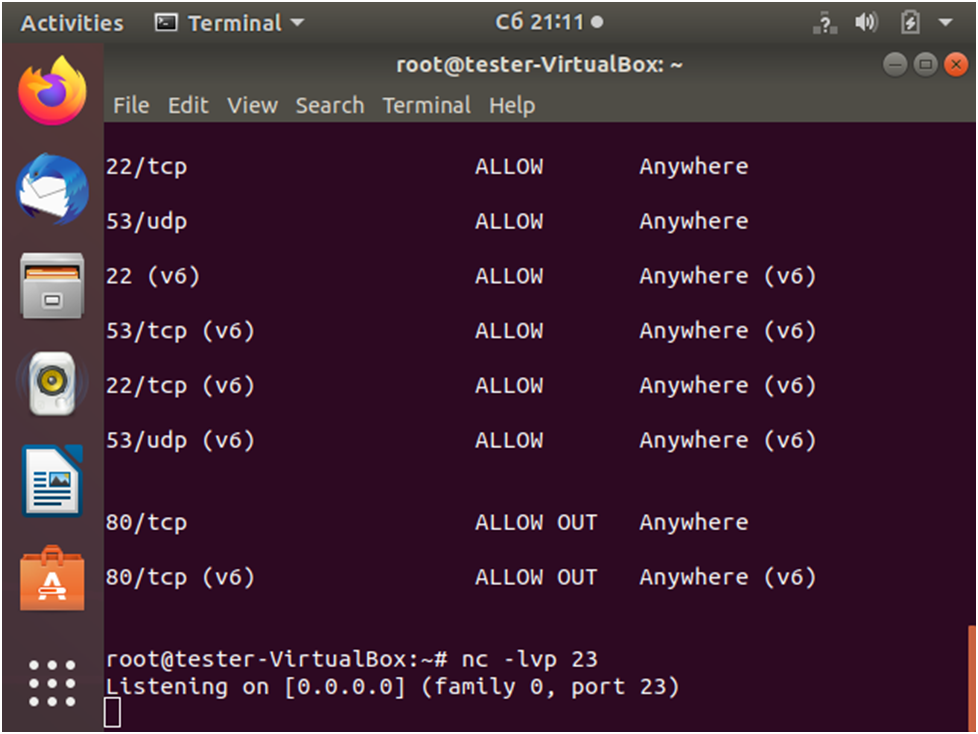 Activities Terminal Сб 21:11
root@tester-VirtualBox: ~
File Edit View Search Terminal Help
22/tcp ALLOW Anywhere
53/udp ALLOW Anywhere
22 (v6) ALLOW Anywhere (v6)
53/tcp (v6) ALLOW Anywhere (v6)
22/tcp (v6) ALLOW Anywhere (v6)
53/udp (v6) ALLOW Anywhere (v6)
80/tcp ALLOW OUT Anywhere
80/tcp (v6) ALLOW OUT Anywhere (v6)
root@tester-VirtualBox:~# nc -lvp 23
Listening on [0.0.0.0] (family 0, port 23)